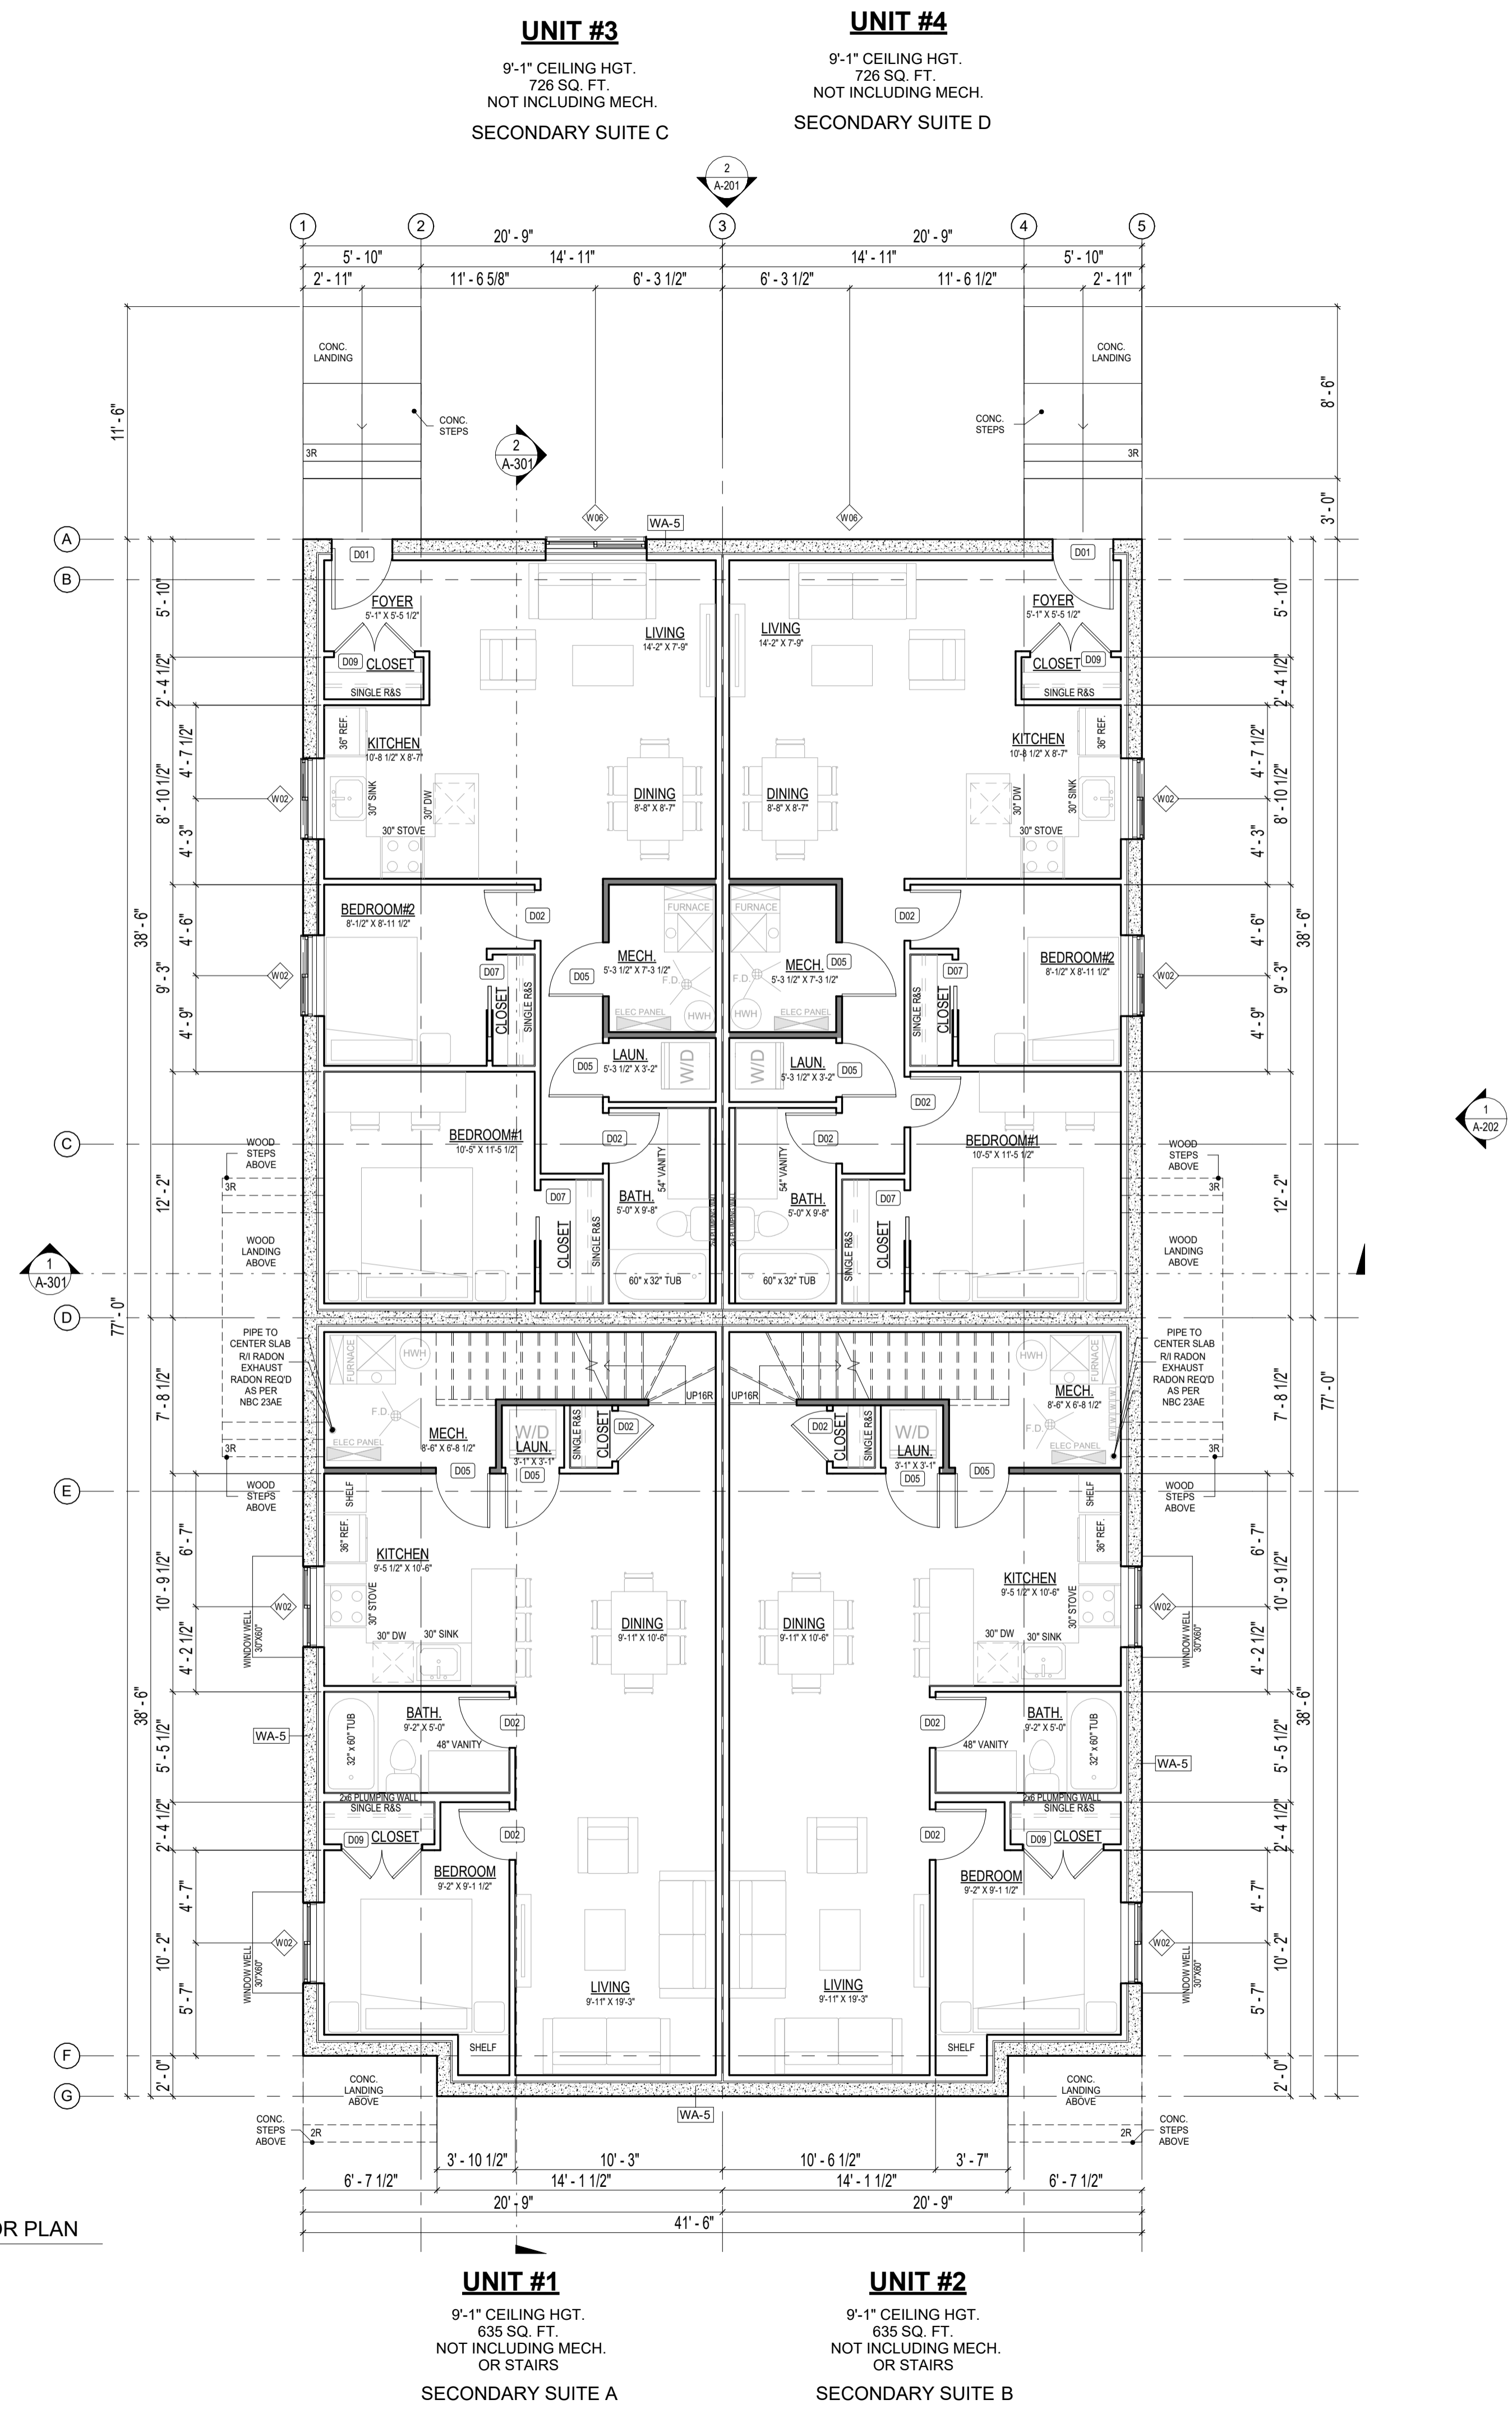 UNIT #3
9'-1" CEILING HGT.
726 SQ. FT.
NOT INCLUDING MECH.
SECONDARY SUITE C
UNIT #4
9'-1" CEILING HGT.
726 SQ. FT.
NOT INCLUDING MECH.
SECONDARY SUITE D
2
A-201
1
2
3
4
5
20' - 9"
20' - 9"
5' - 10"
14' - 11"
14' - 11"
5' - 10"
2' - 11"
11' - 6 5/8"
6' - 3 1/2"
6' - 3 1/2"
11' - 6 1/2"
2' - 11"
CONC.
LANDING
CONC.
LANDING
11' - 6"
8' - 6"
CONC.
STEPS
CONC.
STEPS
3R
3R
2
A-301
3' - 0"
W06
WA-5
W06
A
B
D01
D01
5' - 10"
5' - 10"
FOYER
5'-1" X 5'-5 1/2"
LIVING
14'-2" X 7'-9"
LIVING
14'-2" X 7'-9"
FOYER
5'-1" X 5'-5 1/2"
D09
CLOSET
SINGLE R&S
CLOSET
D09
SINGLE R&S
2' - 4 1/2"
2' - 4 1/2"
36" REF.
KITCHEN
10'-8 1/2" X 8'-7"
KITCHEN
10'-8 1/2" X 8'-7"
36" REF.
4' - 7 1/2"
8' - 10 1/2"
4' - 7 1/2"
8' - 10 1/2"
W02
30" SINK
30" DW
30" STOVE
DINING
8'-8" X 8'-7"
DINING
8'-8" X 8'-7"
30" DW
30" SINK
30" STOVE
W02
4' - 3"
4' - 3"
38' - 6"
38' - 6"
BEDROOM#2
8'-1/2" X 8'-11 1/2"
D02
FURNACE
FURNACE
D02
BEDROOM#2
8'-1/2" X 8'-11 1/2"
4' - 6"
9' - 3"
4' - 6"
9' - 3"
W02
D07
D05
MECH.
5'-3 1/2" X 7'-3 1/2"
F.D.
MECH.
5'-3 1/2" X 7'-3 1/2"
F.D.
D05
D07
W02
CLOSET
SINGLE R&S
ELEC PANEL
HWH
HWH
ELEC PANEL
SINGLE R&S
CLOSET
4' - 9"
4' - 9"
D05
LAUN.
5'-3 1/2" X 3'-2"
W/D
W/D
LAUN.
5'-3 1/2" X 3'-2"
D05
D02
1
A-202
C
WOOD
STEPS
ABOVE
3R
BEDROOM#1
10'-5" X 11'-5 1/2"
D02
54" VANITY
54" VANITY
D02
BEDROOM#1
10'-5" X 11'-5 1/2"
WOOD
STEPS
ABOVE
3R
12' - 2"
12' - 2"
D07
BATH.
5'-0" X 9'-8"
BATH.
5'-0" X 9'-8"
D07
WOOD
LANDING
ABOVE
CLOSET
SINGLE R&S
60" x 32" TUB
60" x 32" TUB
SINGLE R&S
CLOSET
WOOD
LANDING
ABOVE
1
A-301
D
77' - 0"
77' - 0"
PIPE TO
CENTER SLAB
R/I RADON
EXHAUST
RADON REQ'D
AS PER
NBC 23AE
PIPE TO
CENTER SLAB
R/I RADON
EXHAUST
RADON REQ'D
AS PER
NBC 23AE
FURNACE
HWH
HWH
FURNACE
7' - 8 1/2"
7' - 8 1/2"
UP16R
UP16R
F.D.
MECH.
8'-6" X 6'-8 1/2"
ELEC PANEL
MECH.
8'-6" X 6'-8 1/2"
F.D.
ELEC PANEL
W/D
LAUN.
3'-1" X 3'-1"
SINGLE R&S
CLOSET
D02
D02
CLOSET
SINGLE R&S
W/D
LAUN.
3'-1" X 3'-1"
3R
3R
D05
D05
D05
D05
E
WOOD
STEPS
ABOVE
WOOD
STEPS
ABOVE
SHELF
SHELF
36" REF.
KITCHEN
9'-5 1/2" X 10'-6"
KITCHEN
9'-5 1/2" X 10'-6"
36" REF.
6' - 7"
10' - 9 1/2"
6' - 7"
10' - 9 1/2"
W02
WINDOW WELL
30"X60"
30" STOVE
30" DW
30" SINK
DINING
9'-11" X 10'-6"
DINING
9'-11" X 10'-6"
30" STOVE
30" DW
30" SINK
W02
WINDOW WELL
30"X60"
4' - 2 1/2"
4' - 2 1/2"
38' - 6"
38' - 6"
WA-5
32" x 60" TUB
BATH.
9'-2" X 5'-0"
48" VANITY
D02
D02
BATH.
9'-2" X 5'-0"
48" VANITY
32" x 60" TUB
WA-5
5' - 5 1/2"
5' - 5 1/2"
2x6 PLUMPING WALL
SINGLE R&S
2x6 PLUMPING WALL
SINGLE R&S
D09
CLOSET
D02
D02
D09
CLOSET
2' - 4 1/2"
2' - 4 1/2"
BEDROOM
9'-2" X 9'-1 1/2"
BEDROOM
9'-2" X 9'-1 1/2"
4' - 7"
10' - 2"
4' - 7"
10' - 2"
W02
WINDOW WELL
30"X60"
W02
WINDOW WELL
30"X60"
5' - 7"
5' - 7"
LIVING
9'-11" X 19'-3"
LIVING
9'-11" X 19'-3"
SHELF
SHELF
F
G
2' - 0"
2' - 0"
CONC.
LANDING
ABOVE
CONC.
LANDING
ABOVE
WA-5
CONC.
STEPS
ABOVE
2R
2R
CONC.
STEPS
ABOVE
3' - 10 1/2"
10' - 3"
10' - 6 1/2"
3' - 7"
6' - 7 1/2"
14' - 1 1/2"
14' - 1 1/2"
6' - 7 1/2"
20' - 9"
20' - 9"
41' - 6"
OR PLAN
UNIT #1
9'-1" CEILING HGT.
635 SQ. FT.
NOT INCLUDING MECH.
OR STAIRS
SECONDARY SUITE A
UNIT #2
9'-1" CEILING HGT.
635 SQ. FT.
NOT INCLUDING MECH.
OR STAIRS
SECONDARY SUITE B